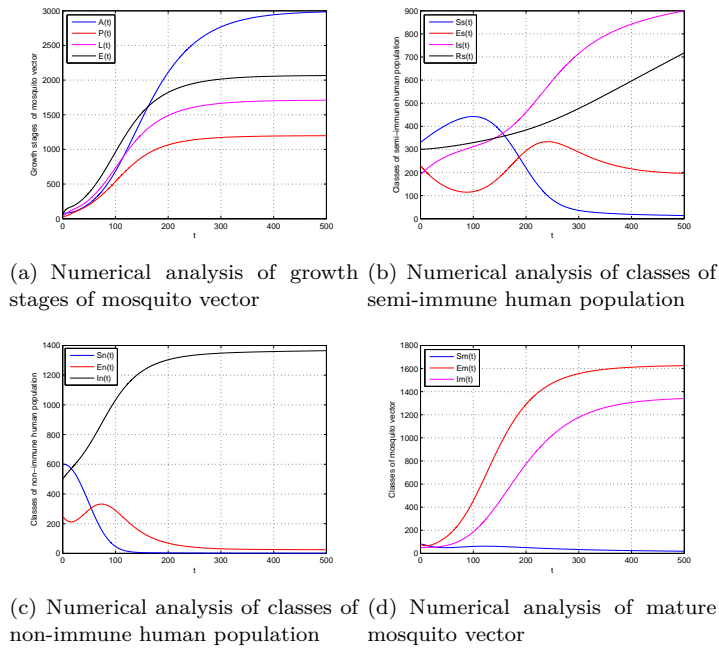 3000
2500
2000
1500
1000
500
0
Growth stages of mosquito vector
A(t)
P(t)
L(t)
E(t)
0 100 200 300 400 500
t
900
800
700
600
500
400
300
200
100
0
Classes of semi−immune human population
Ss(t)
Es(t)
Is(t)
Rs(t)
0 100 200 300 400 500
t
(a) Numerical analysis of growth
stages of mosquito vector
(b) Numerical analysis of classes of
semi-immune human population
1400
1200
1000
800
600
400
200
0
Classes of non−immune human population
Sn(t)
En(t)
In(t)
0 100 200 300 400 500
t
1800
1600
1400
1200
1000
800
600
400
200
0
Classes of mosquito vector
Sm(t)
Em(t)
Im(t)
0 100 200 300 400 500
t
(c) Numerical analysis of classes of
non-immune human population
(d) Numerical analysis of mature
mosquito vector